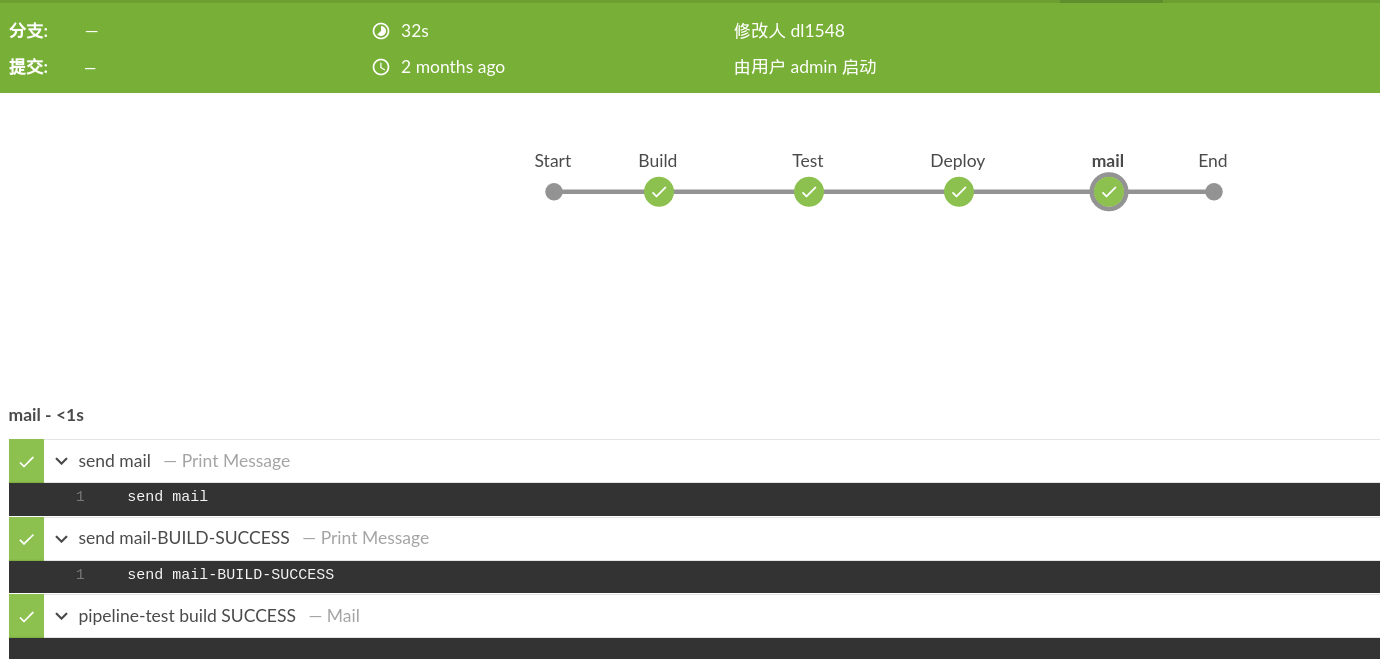 分支: — 32s 修改人 dl1548
提交: — 2 months ago 由用户 admin 启动
Start Build Test Deploy mail End
mail - <1s
send mail — Print Message
1 send mail
send mail-BUILD-SUCCESS — Print Message
1 send mail-BUILD-SUCCESS
pipeline-test build SUCCESS — Mail